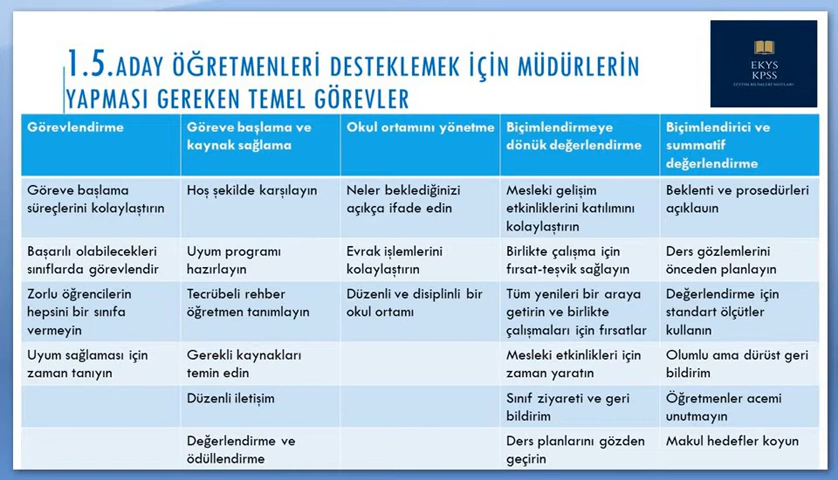 1.5.ADAY ÖĞRETMENLERİ DESTEKLEMEK İÇİN MÜDÜRLERİN
YAPMASI GEREKEN TEMEL GÖREVLER
EKYS
KPSS
EĞİTİM BİLİMLERİ NOTLARI
Görevlendirme
Göreve başlama ve
kaynak sağlama
Okul ortamını yönetme
Biçimlendirmeye
dönük değerlendirme
Biçimlendirici ve
summatif
değerlendirme
Göreve başlama
süreçlerini kolaylaştırın
Hoş şekilde karşılayın
Neler beklediğinizi
açıkça ifade edin
Mesleki gelişim
etkinliklerini katılımını
kolaylaştırın
Beklenti ve prosedürleri
açıklauın
Başarılı olabilecekleri
sınıflarda görevlendir
Uyum programı
hazırlayın
Evrak işlemlerini
kolaylaştırın
Birlikte çalışma için
fırsat-teşvik sağlayın
Ders gözlemlerini
önceden planlayın
Zorlu öğrencilerin
hepsini bir sınıfa
vermeyin
Tecrübeli rehber
öğretmen tanımlayın
Düzenli ve disiplinli bir
okul ortamı
Tüm yenileri bir araya
getirin ve birlikte
çalışmaları için fırsatlar
Değerlendirme için
standart ölçütler
kullanın
Uyum sağlaması için
zaman tanıyın
Gerekli kaynakları
temin edin
Mesleki etkinlikleri için
zaman yaratın
Olumlu ama dürüst geri
bildirim
Düzenli iletişim
Sınıf ziyareti ve geri
bildirim
Öğretmenler acemi
unutmayın
Değerlendirme ve
ödüllendirme
Ders planlarını gözden
geçirin
Makul hedefler koyun